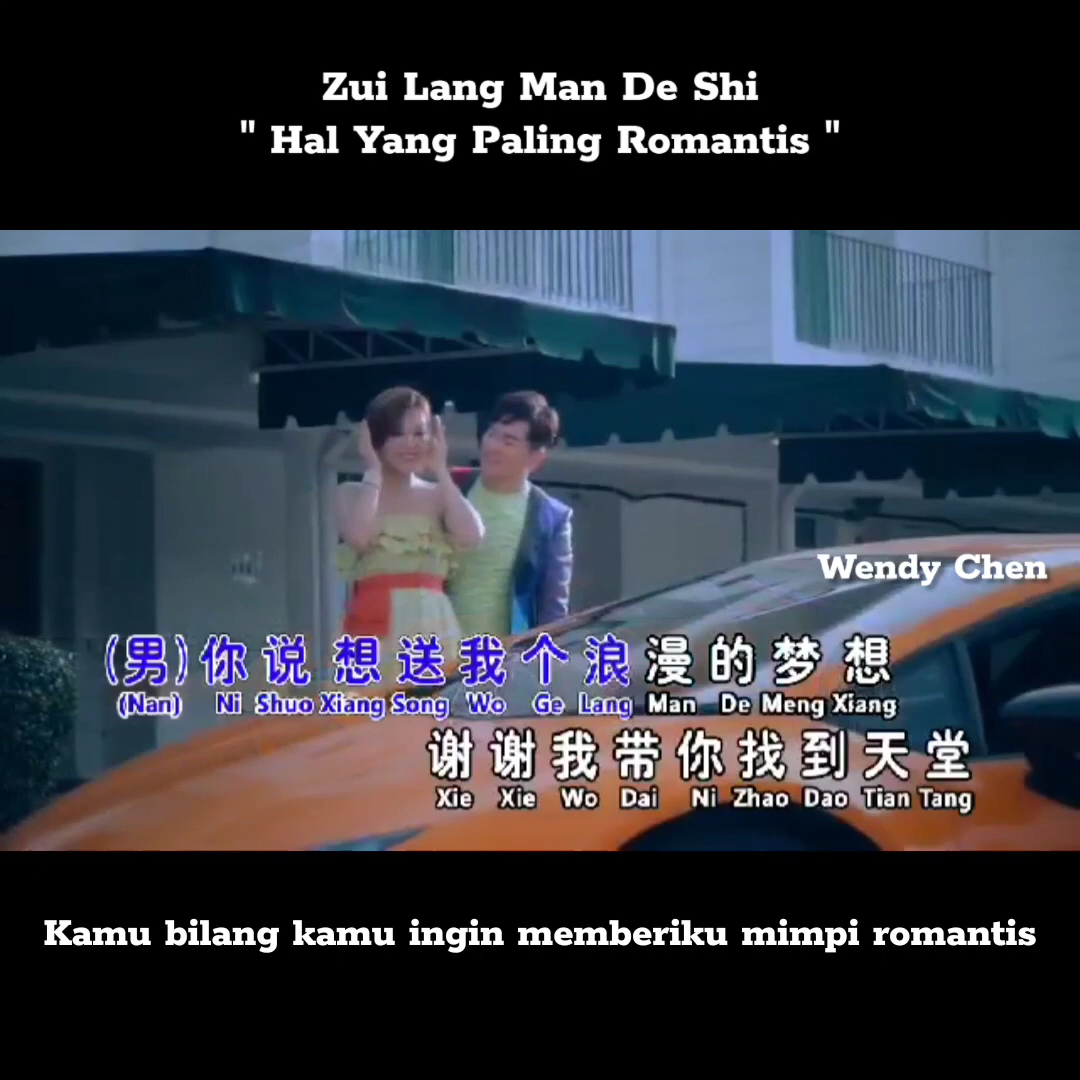 Zui Lang Man De Shi
" Hal Yang Paling Romantis "
Wendy Chen
(男)你说想送我个浪漫的梦想
(Nan) Ni Shuo Xiang Song Wo Ge Lang Man De Meng Xiang
谢谢我带你找到天堂
Xie Xie Wo Dai Ni Zhao Dao Tian Tang
Kamu bilang kamu ingin memberiku mimpi romantis